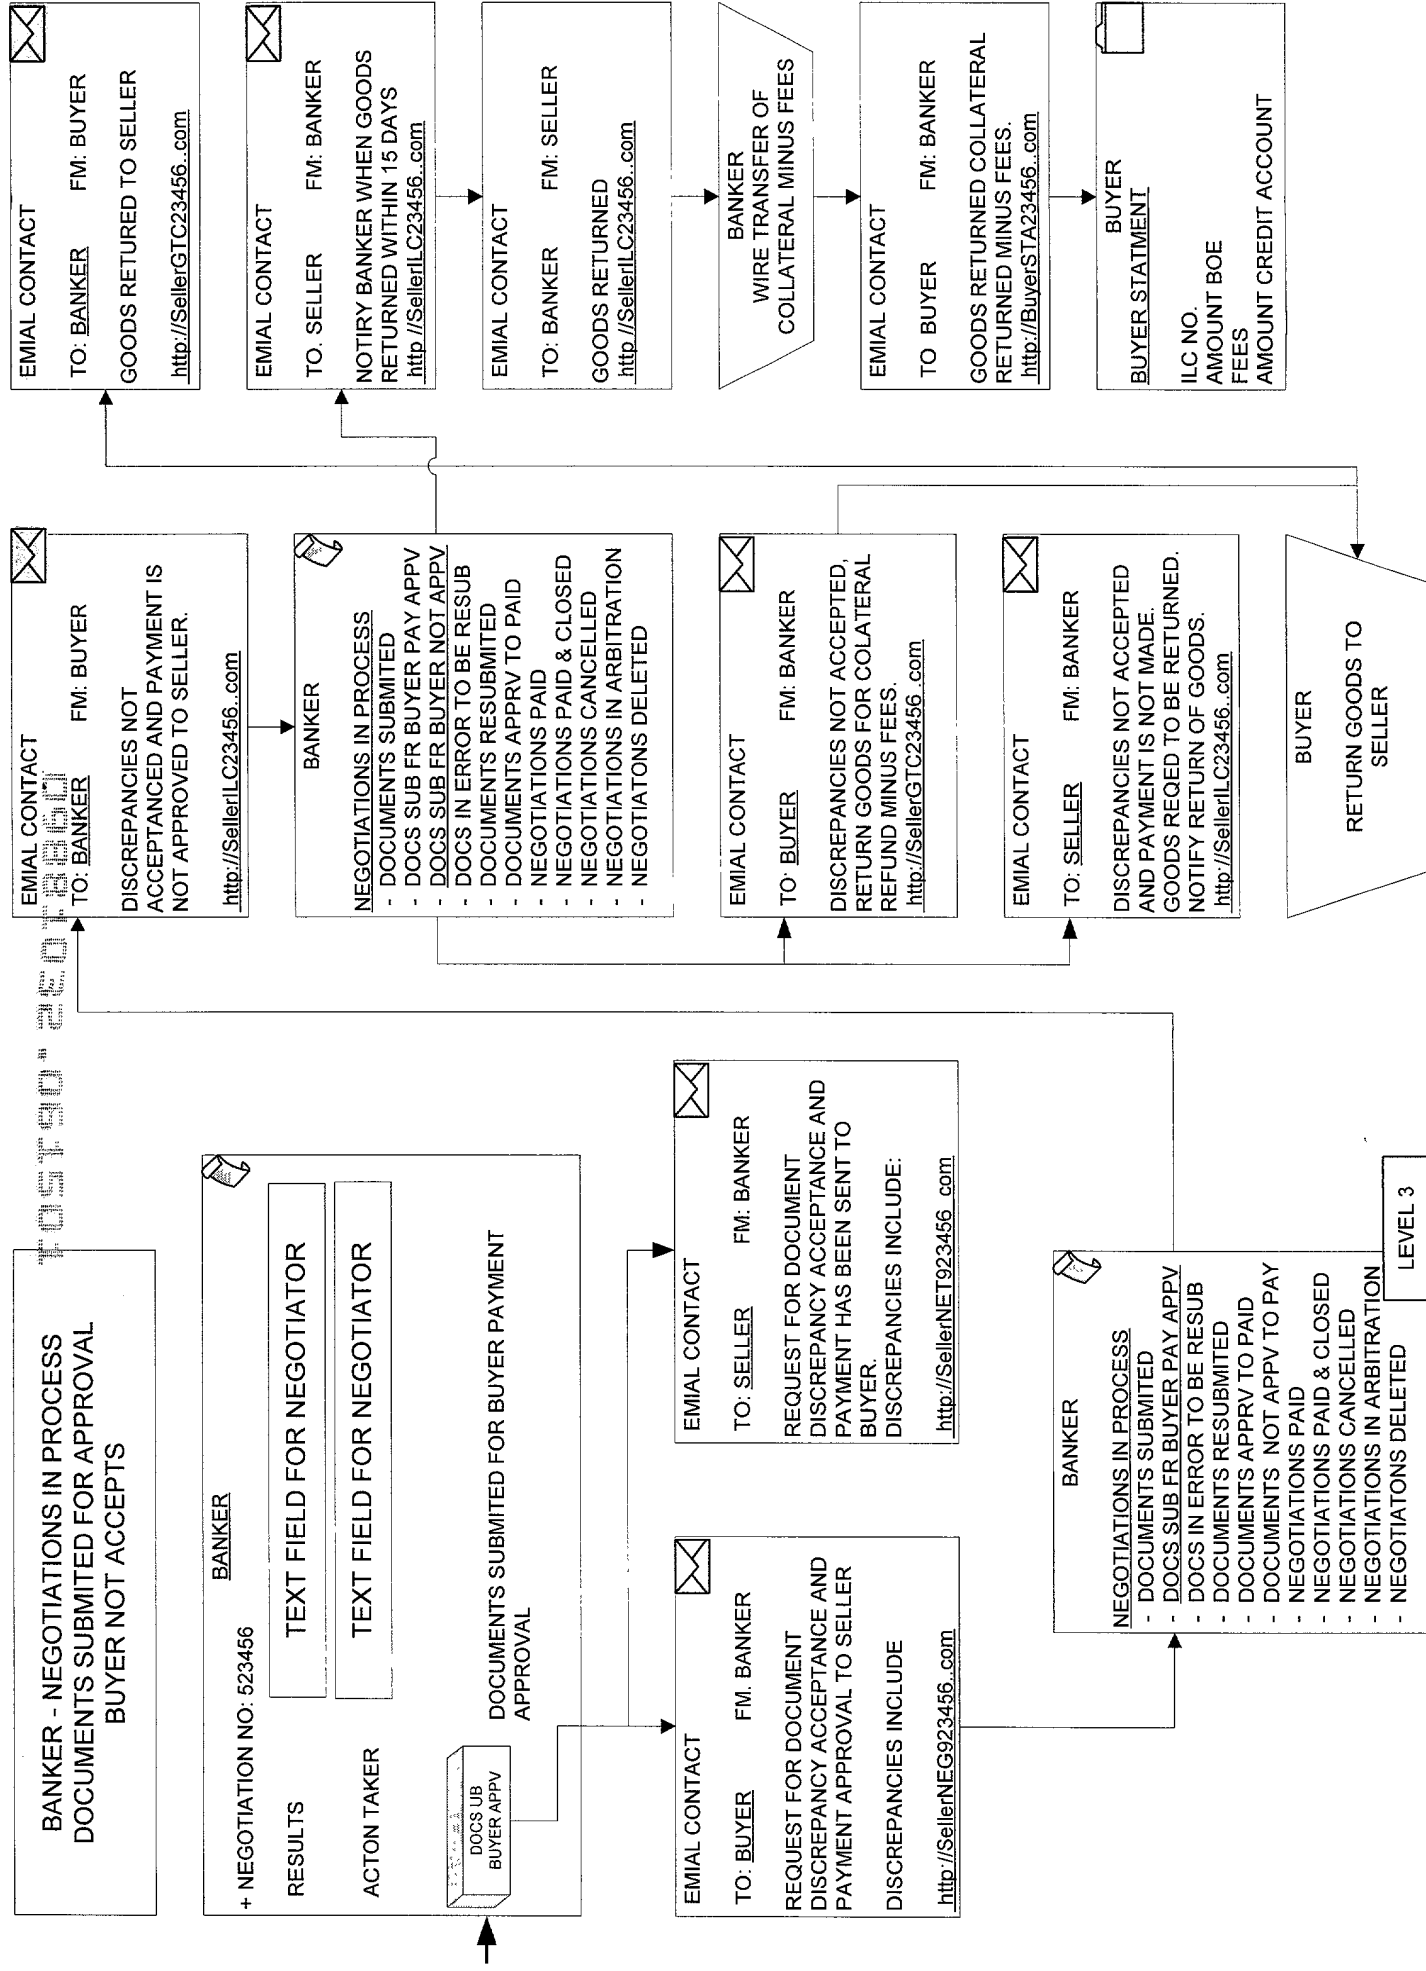 BANKER - NEGOTIATIONS IN PROCESS
DOCUMENTS SUBMITED FOR APPROVAL
BUYER NOT ACCEPTS
BANKER
+ NEGOTIATION NO: 523456
RESULTS
TEXT FIELD FOR NEGOTIATOR
ACTON TAKER
TEXT FIELD FOR NEGOTIATOR
DOCS UB
BUYER APPV
DOCUMENTS SUBMITED FOR BUYER PAYMENT
APPROVAL
EMIAL CONTACT
TO: BUYER FM. BANKER
REQUEST FOR DOCUMENT
DISCREPANCY ACCEPTANCE AND
PAYMENT APPROVAL TO SELLER
DISCREPANCIES INCLUDE
http://SellerNEG923456..com
EMIAL CONTACT
TO: SELLER FM: BANKER
REQUEST FOR DOCUMENT
DISCREPANCY ACCEPTANCE AND
PAYMENT HAS BEEN SENT TO
BUYER.
DISCREPANCIES INCLUDE:
http://SellerNET923456 com
BANKER
NEGOTIATIONS IN PROCESS
- DOCUMENTS SUBMITTED
- DOCS SUB FR BUYER PAY APPV
- DOCS IN ERROR TO BE RESUB
- DOCUMENTS RESUBMITTED
- DOCUMENTS APPRV TO PAID
- DOCUMENTS NOT APPV TO PAY
- NEGOTIATIONS PAID
- NEGOTIATIONS PAID & CLOSED
- NEGOTIATIONS CANCELLED
- NEGOTIATIONS IN ARBITRATION
- NEGOTIATONS DELETED
LEVEL 3
EMIAL CONTACT
TO: BANKER FM: BUYER
DISCREPANCIES NOT
ACCEPTANCED AND PAYMENT IS
NOT APPROVED TO SELLER.
http://SellerILC23456..com
BANKER
NEGOTIATIONS IN PROCESS
- DOCUMENTS SUBMITTED
- DOCS SUB FR BUYER PAY APPV
- DOCS SUB FR BUYER NOT APPV
- DOCS IN ERROR TO BE RESUB
- DOCUMENTS RESUBMITTED
- DOCUMENTS APPRV TO PAID
- NEGOTIATIONS PAID
- NEGOTIATIONS PAID & CLOSED
- NEGOTIATIONS CANCELLED
- NEGOTIATIONS IN ARBITRATION
- NEGOTIATONS DELETED
EMIAL CONTACT
TO: BUYER FM: BANKER
DISCREPANCIES NOT ACCEPTED,
RETURN GOODS FOR COLATERAL
REFUND MINUS FEES.
http://SellerGTC23456 .com
EMIAL CONTACT
TO: SELLER FM: BANKER
DISCREPANCIES NOT ACCEPTED
AND PAYMENT IS NOT MADE.
GOODS REQED TO BE RETURNED.
NOTIFY RETURN OF GOODS.
http://SellerILC23456..com
BUYER
RETURN GOODS TO
SELLER
EMIAL CONTACT
TO: BANKER FM: BUYER
GOODS RETURED TO SELLER
http://SellerGTC23456..com
EMIAL CONTACT
TO. SELLER FM: BANKER
NOTIRY BANKER WHEN GOODS
RETURNED WITHIN 15 DAYS
http //SellerILC23456..com
EMIAL CONTACT
TO: BANKER FM: SELLER
GOODS RETURNED
http //SellerILC23456..com
BANKER
WIRE TRANSFER OF
COLLATERAL MINUS FEES
EMIAL CONTACT
TO BUYER FM: BANKER
GOODS RETURNED COLLATERAL
RETURNED MINUS FEES.
http://BuyerSTA23456..com
BUYER
BUYER STATMENT
ILC NO.
AMOUNT BOE
FEES
AMOUNT CREDIT ACCOUNT